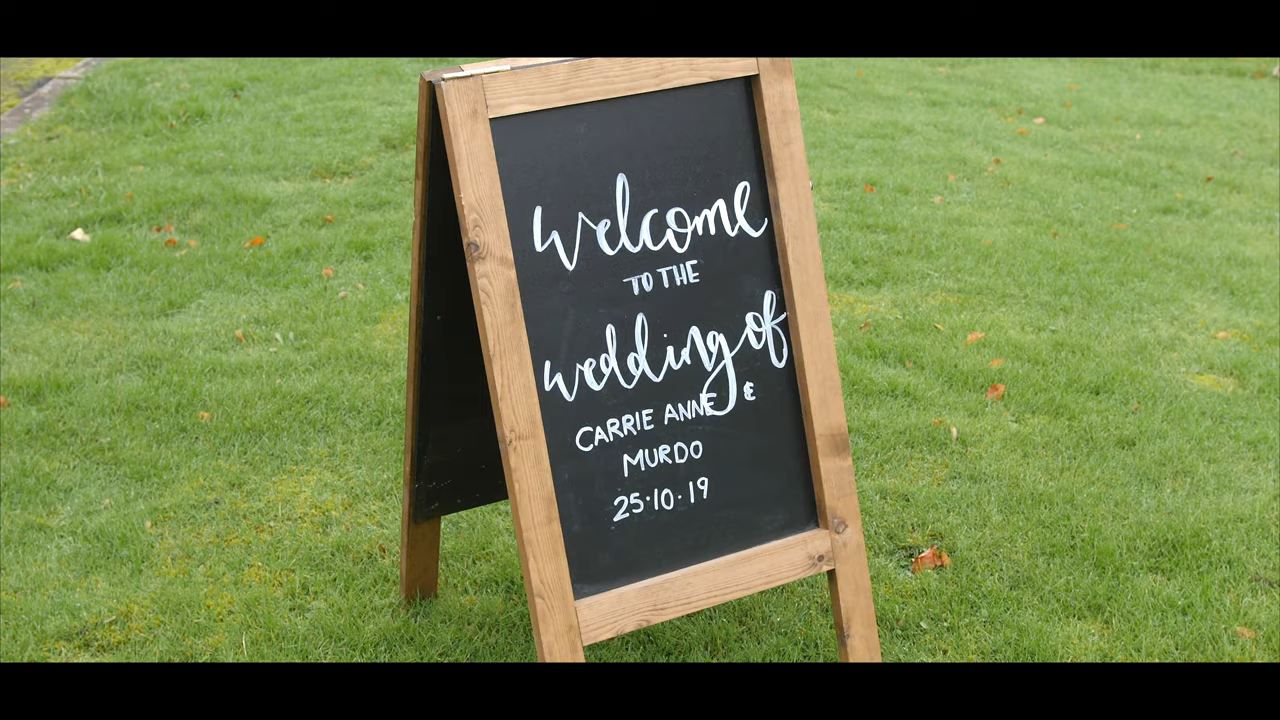 Welcome
TO THE
wedding of
CARRIE ANNE &
MURDO
25·10·19